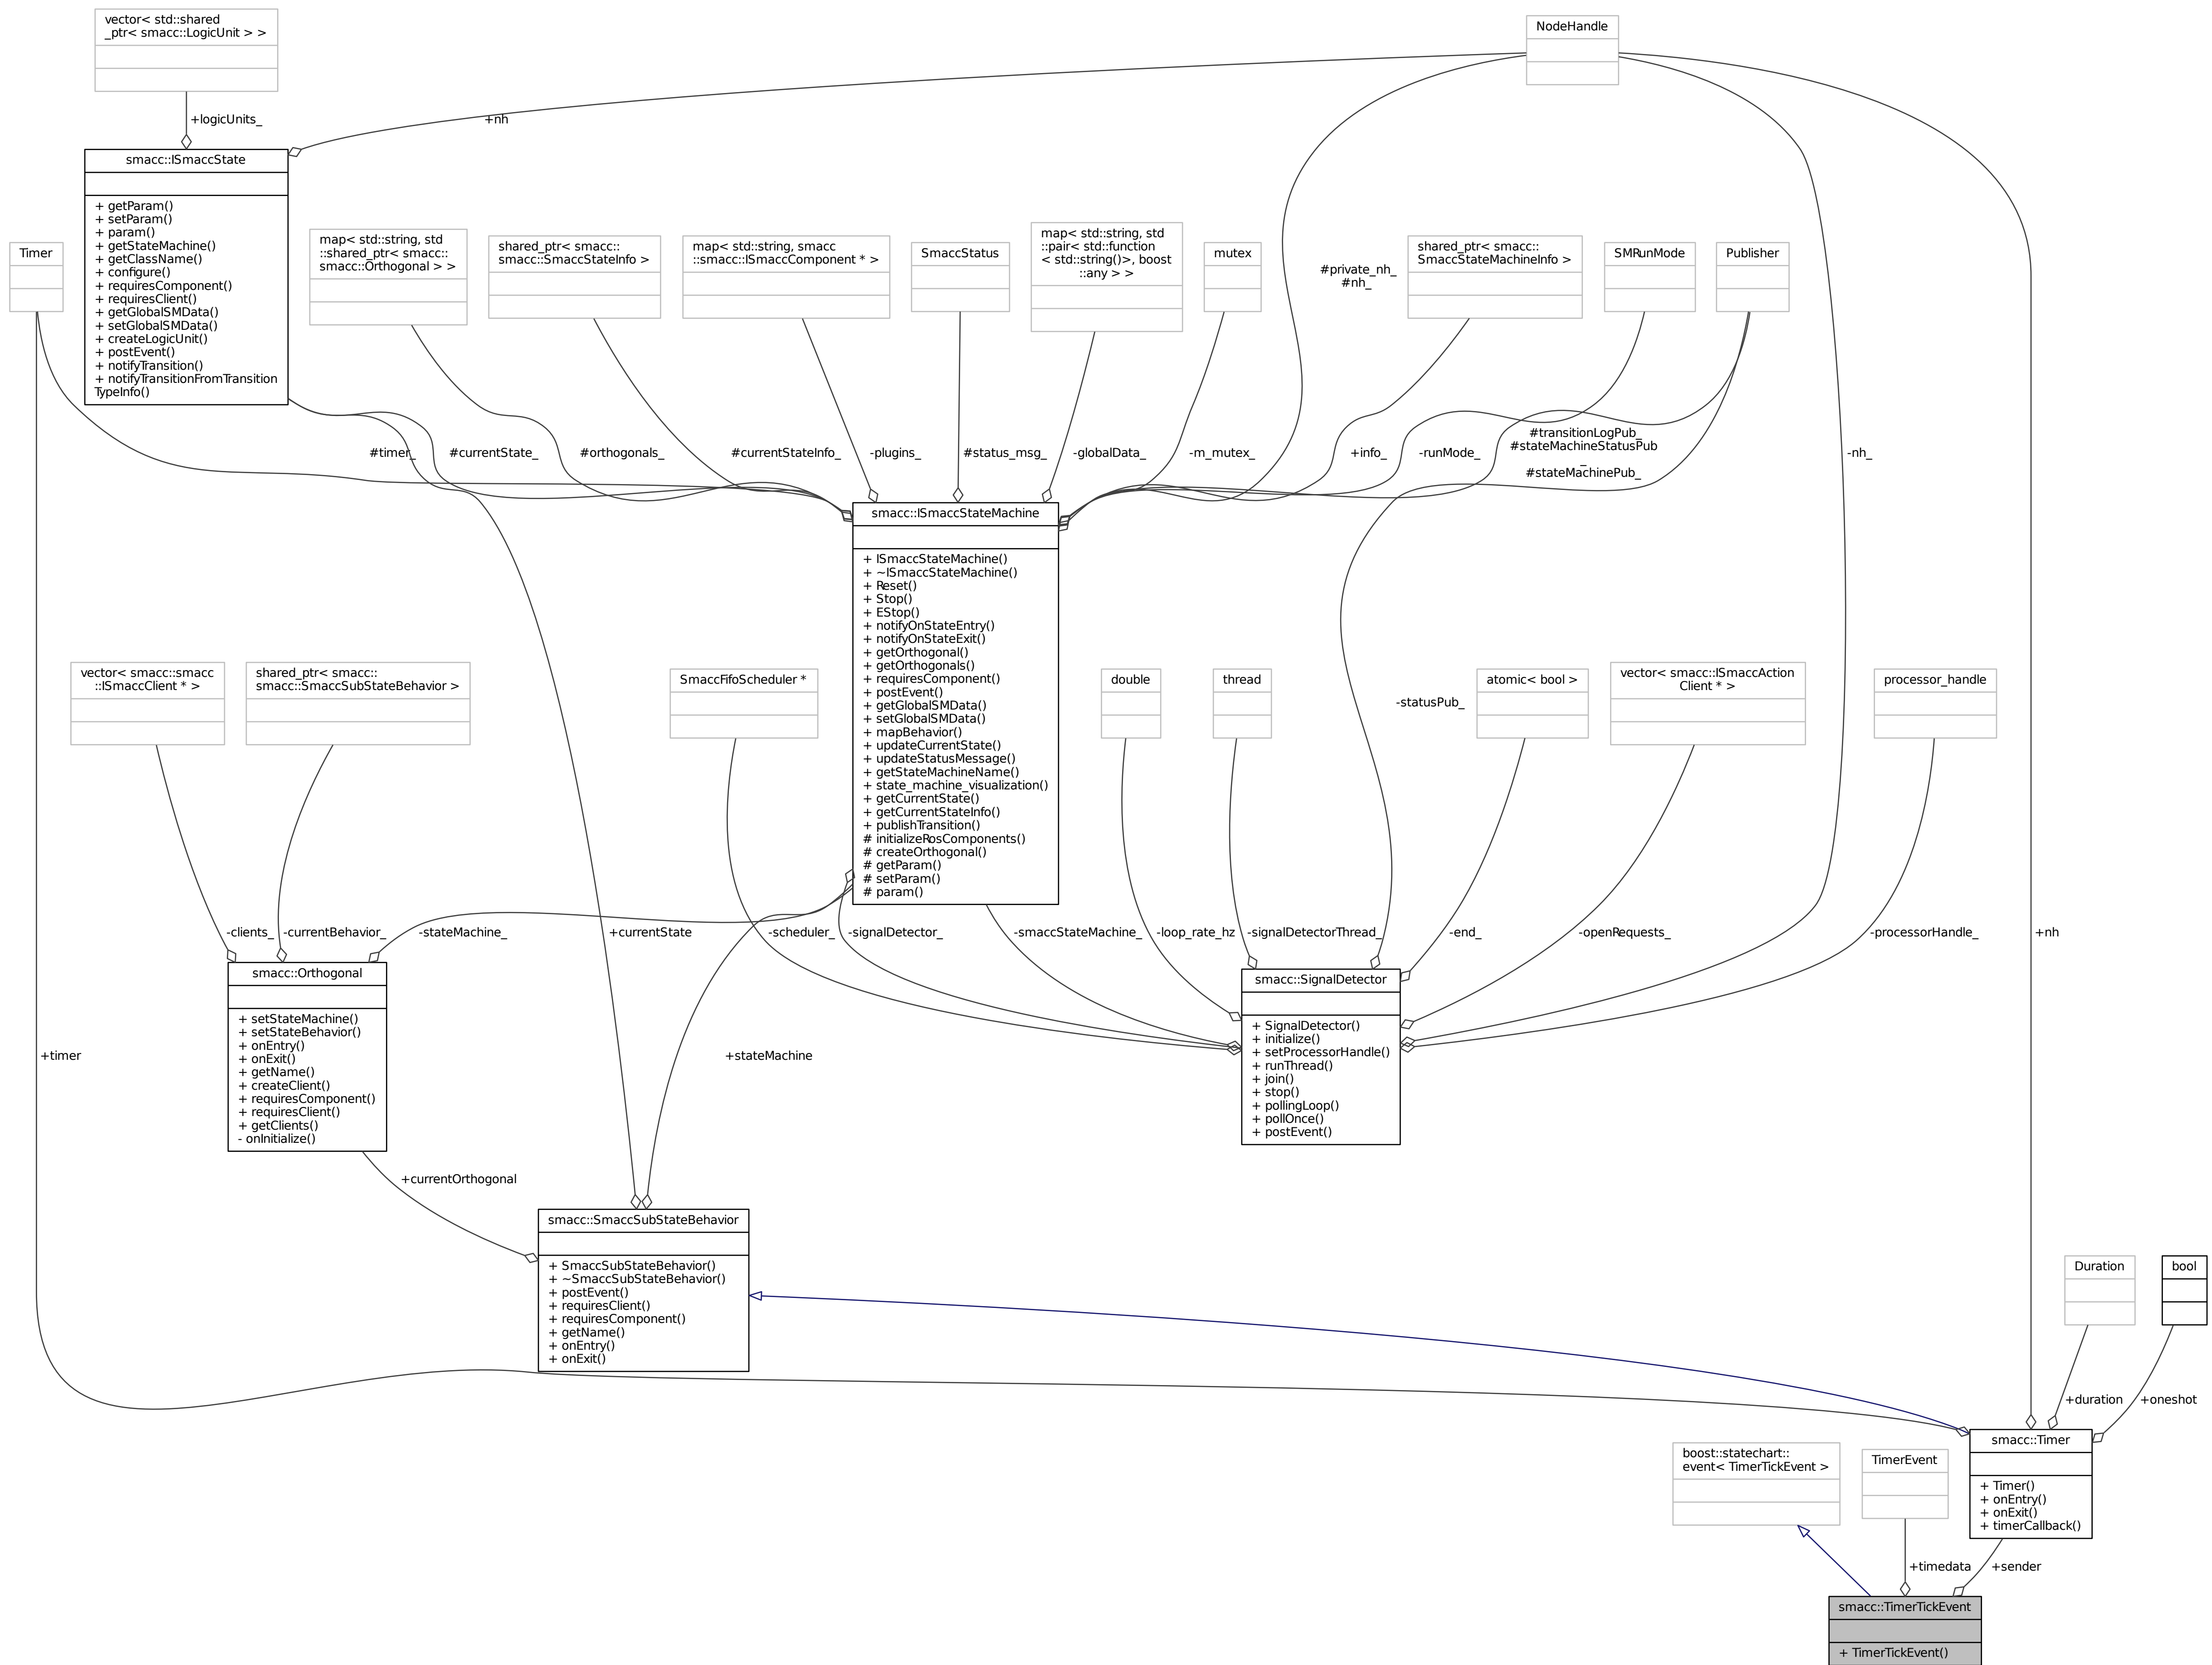 vector< std::shared
_ptr< smacc::LogicUnit > >
NodeHandle
+logicUnits_
+nh
smacc::ISmaccState
+ getParam()
+ setParam()
+ param()
+ getStateMachine()
+ getClassName()
+ configure()
+ requiresComponent()
+ requiresClient()
+ getGlobalSMData()
+ setGlobalSMData()
+ createLogicUnit()
+ postEvent()
+ notifyTransition()
+ notifyTransitionFromTransition
TypeInfo()
Timer
map< std::string, std
::shared_ptr< smacc::
smacc::Orthogonal > >
shared_ptr< smacc::
smacc::SmaccStateInfo >
map< std::string, smacc
::smacc::ISmaccComponent * >
SmaccStatus
map< std::string, std
::pair< std::function
< std::string()>, boost
::any > >
mutex
#private_nh_
#nh_
shared_ptr< smacc::
SmaccStateMachineInfo >
SMRunMode
Publisher
#timer_
#currentState_
#orthogonals_
#currentStateInfo_
-plugins_
#status_msg_
-globalData_
-m_mutex_
+info_
-runMode_
#transitionLogPub_
#stateMachineStatusPub
_
#stateMachinePub_
-nh_
smacc::ISmaccStateMachine
+ ISmaccStateMachine()
+ ~ISmaccStateMachine()
+ Reset()
+ Stop()
+ EStop()
+ notifyOnStateEntry()
+ notifyOnStateExit()
+ getOrthogonal()
+ getOrthogonals()
+ requiresComponent()
+ postEvent()
+ getGlobalSMData()
+ setGlobalSMData()
+ mapBehavior()
+ updateCurrentState()
+ updateStatusMessage()
+ getStateMachineName()
+ state_machine_visualization()
+ getCurrentState()
+ getCurrentStateInfo()
+ publishTransition()
# initializeRosComponents()
# createOrthogonal()
# getParam()
# setParam()
# param()
vector< smacc::smacc
::ISmaccClient * >
shared_ptr< smacc::
smacc::SmaccSubStateBehavior >
SmaccFifoScheduler *
double
thread
-statusPub_
atomic< bool >
vector< smacc::ISmaccAction
Client * >
processor_handle
-clients_
-currentBehavior_
-stateMachine_
+currentState
-scheduler_
-signalDetector_
-smaccStateMachine_
-loop_rate_hz_
-signalDetectorThread_
-end_
-openRequests_
-processorHandle_
+nh
smacc::Orthogonal
+ setStateMachine()
+ setStateBehavior()
+ onEntry()
+ onExit()
+ getName()
+ createClient()
+ requiresComponent()
+ requiresClient()
+ getClients()
- onInitialize()
smacc::SignalDetector
+ SignalDetector()
+ initialize()
+ setProcessorHandle()
+ runThread()
+ join()
+ stop()
+ pollingLoop()
+ pollOnce()
+ postEvent()
+timer
+stateMachine
+currentOrthogonal
smacc::SmaccSubStateBehavior
+ SmaccSubStateBehavior()
+ ~SmaccSubStateBehavior()
+ postEvent()
+ requiresClient()
+ requiresComponent()
+ getName()
+ onEntry()
+ onExit()
Duration
bool
+duration
+oneshot
smacc::Timer
+ Timer()
+ onEntry()
+ onExit()
+ timerCallback()
boost::statechart::
event< TimerTickEvent >
TimerEvent
+timedata
+sender
smacc::TimerTickEvent
+ TimerTickEvent()